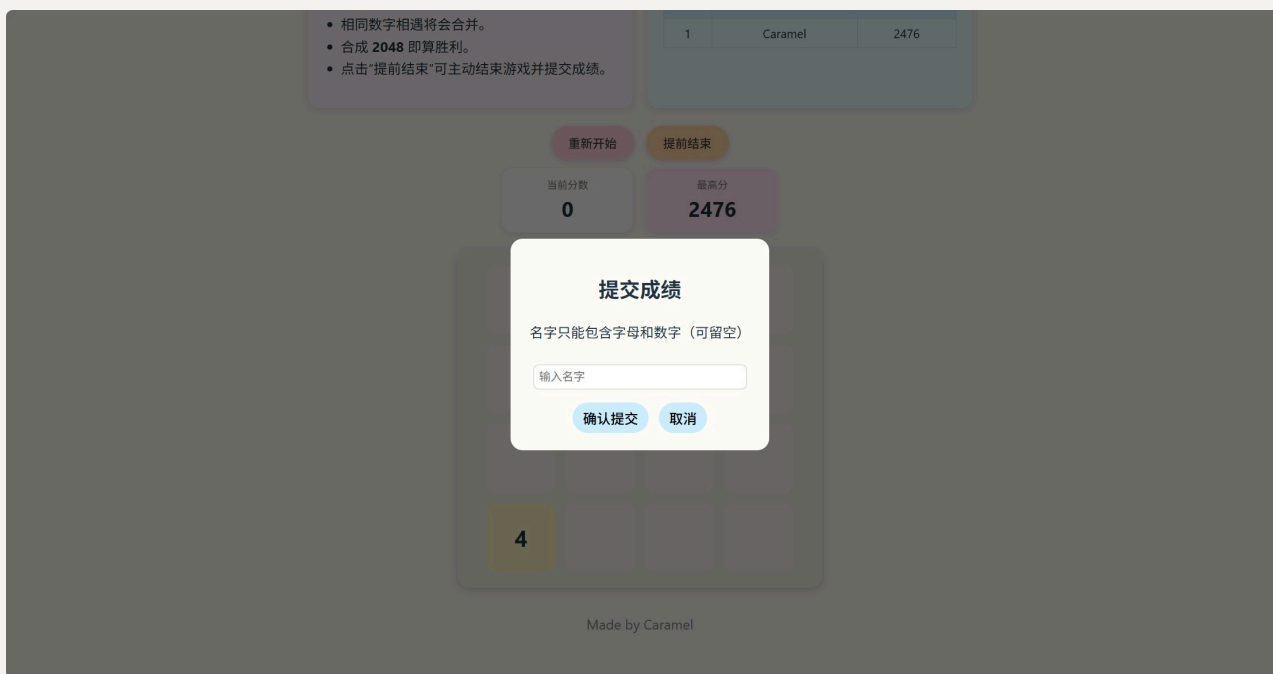 相同数字相遇将会合并。
合成 2048 即算胜利。
点击“提前结束”可主动结束游戏并提交成绩。
1 Caramel 2476
重新开始 提前结束
当前分数 最高分
0 2476
提交成绩
名字只能包含字母和数字（可留空）
输入名字
确认提交 取消
4
Made by Caramel